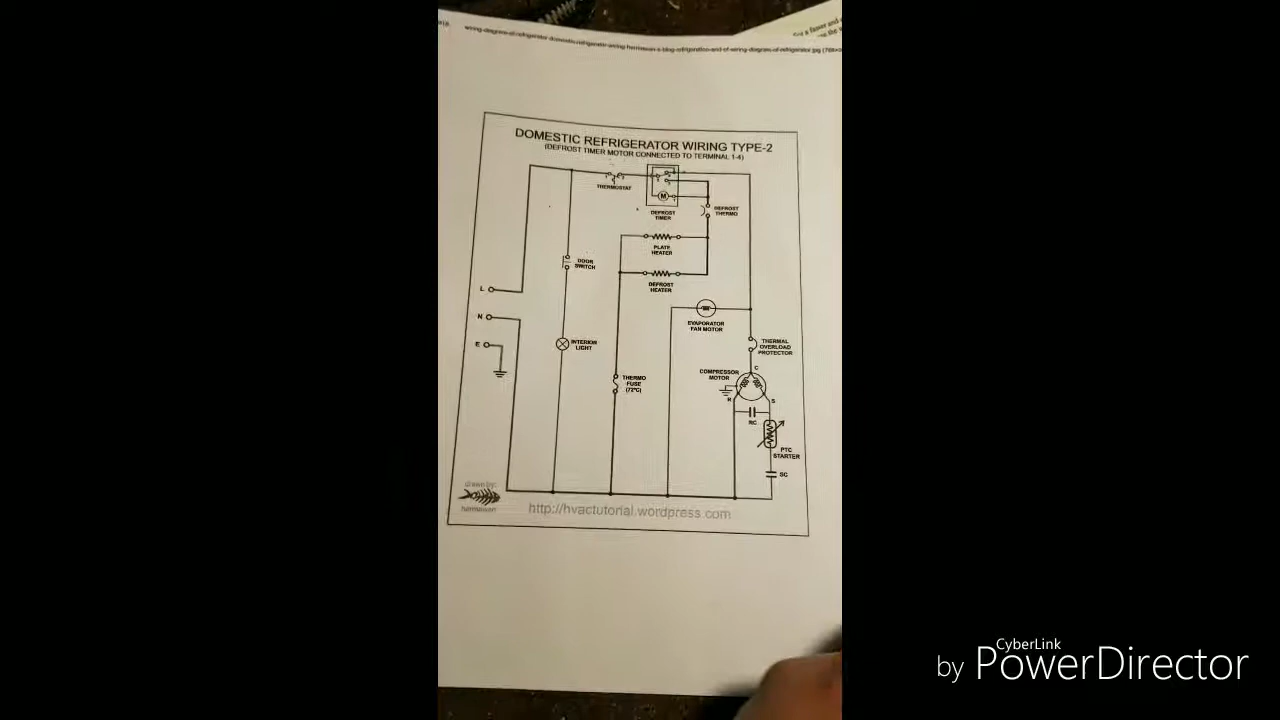 DOMESTIC REFRIGERATOR WIRING TYPE-2
(DEFROST TIMER MOTOR CONNECTED TO TERMINAL 1-4)
THERMOSTAT
M
DEFROST
TIMER
DEFROST
THERMO
PLATE
HEATER
DOOR
SWITCH
DEFROST
HEATER
L
N
E
EVAPORATOR
FAN MOTOR
INTERIOR
LIGHT
THERMAL
OVERLOAD
PROTECTOR
THERMO
FUSE
(72°C)
COMPRESSOR
MOTOR
C
R
S
RC
PTC
STARTER
SC
drawn by:
hermawan
http://hvactutorial.wordpress.com
CyberLink
by PowerDirector